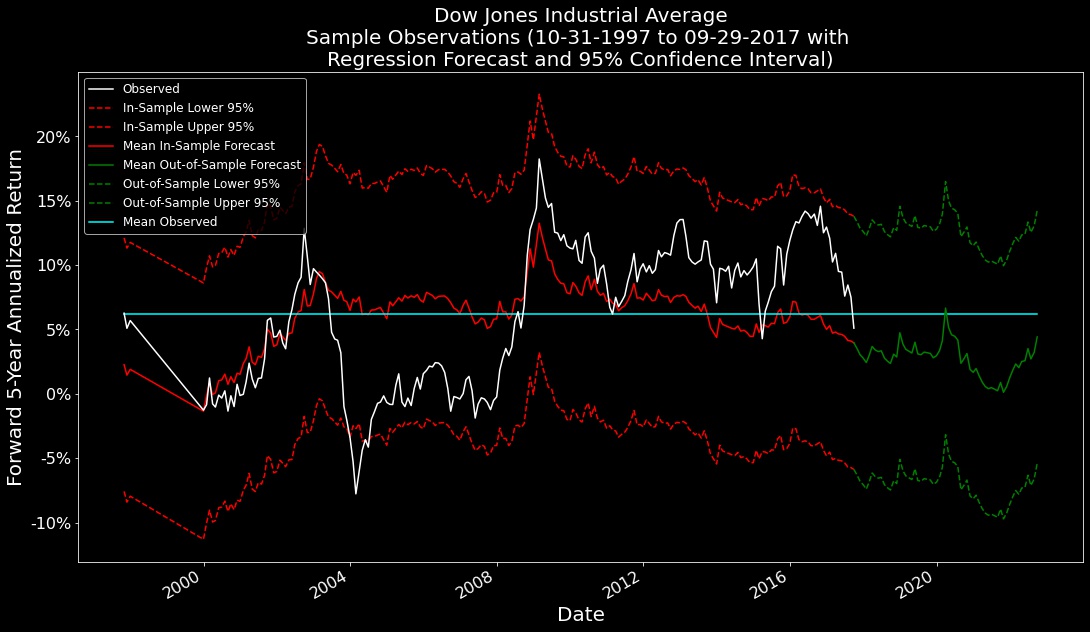 Dow Jones Industrial Average
Sample Observations (10-31-1997 to 09-29-2017 with
Regression Forecast and 95% Confidence Interval)
Observed
In-Sample Lower 95%
In-Sample Upper 95%
Mean In-Sample Forecast
Mean Out-of-Sample Forecast
Out-of-Sample Lower 95%
Out-of-Sample Upper 95%
Mean Observed
Forward 5-Year Annualized Return
20%
15%
10%
5%
0%
-5%
-10%
2000
2004
2008
2012
2016
2020
Date